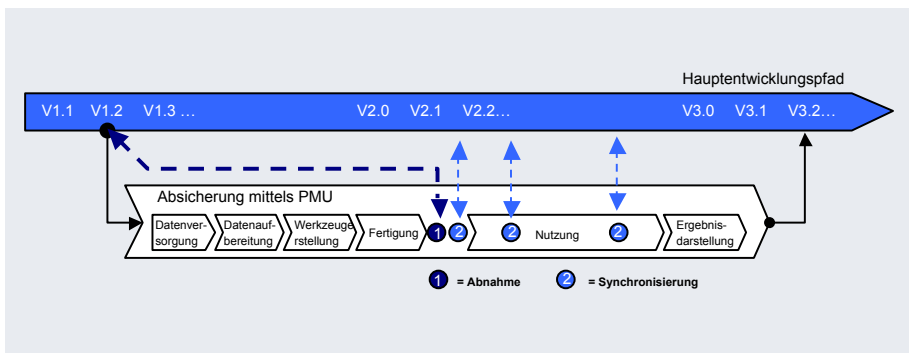 Hauptentwicklungspfad
V1.1 V1.2 V1.3 ... V2.0 V2.1 V2.2... V3.0 V3.1 V3.2...
Absicherung mittels PMU
Datenver-
sorgung
Datenauf-
bereitung
Werkzeuge
rstellung
Fertigung
1
2
2
Nutzung
2
Ergebnis-
darstellung
1 = Abnahme
2 = Synchronisierung